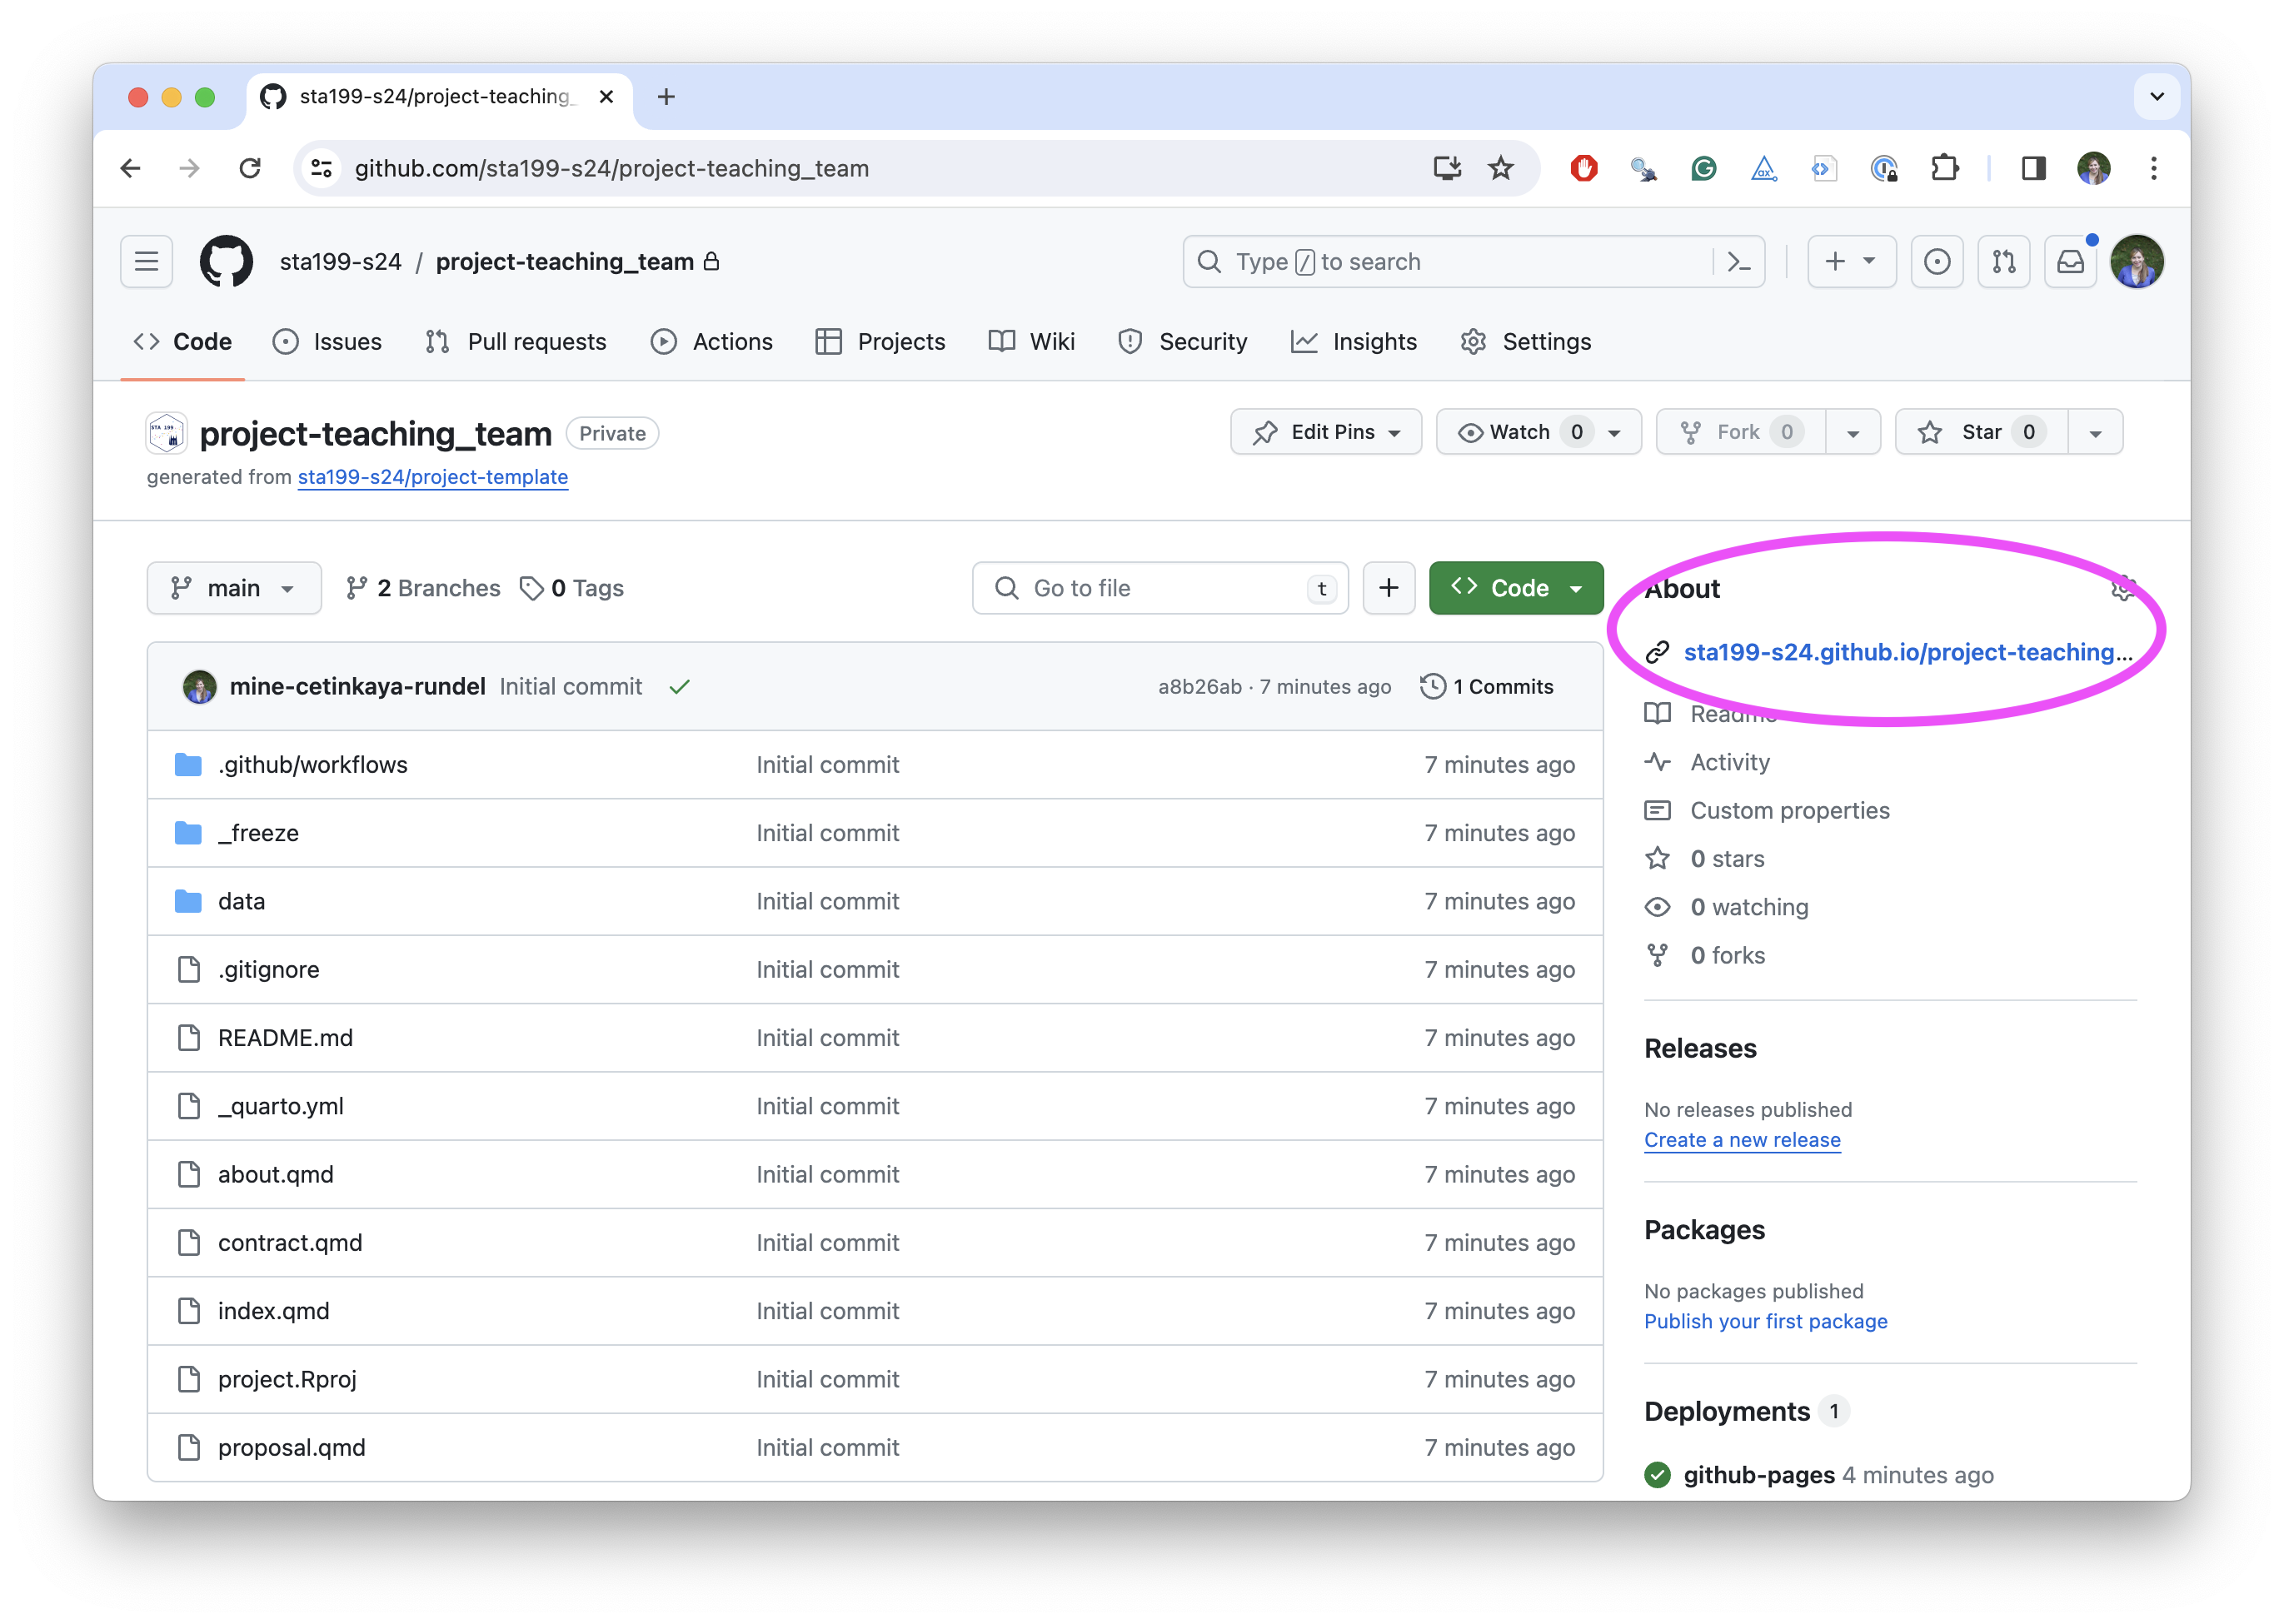 sta199-s24/project-teaching_
github.com/sta199-s24/project-teaching_team
sta199-s24 / project-teaching_team
Type / to search
Code Issues Pull requests Actions Projects Wiki Security Insights Settings
project-teaching_team Private
Edit Pins Watch 0 Fork 0 Star 0
generated from sta199-s24/project-template
main 2 Branches 0 Tags
Go to file t
Code
About
sta199-s24.github.io/project-teaching...
Readme
Activity
Custom properties
0 stars
0 watching
0 forks
Releases
No releases published
Create a new release
Packages
No packages published
Publish your first package
Deployments 1
github-pages 4 minutes ago
mine-cetinkaya-rundel Initial commit a8b26ab · 7 minutes ago 1 Commits
.github/workflows Initial commit 7 minutes ago
_freeze Initial commit 7 minutes ago
data Initial commit 7 minutes ago
.gitignore Initial commit 7 minutes ago
README.md Initial commit 7 minutes ago
_quarto.yml Initial commit 7 minutes ago
about.qmd Initial commit 7 minutes ago
contract.qmd Initial commit 7 minutes ago
index.qmd Initial commit 7 minutes ago
project.Rproj Initial commit 7 minutes ago
proposal.qmd Initial commit 7 minutes ago